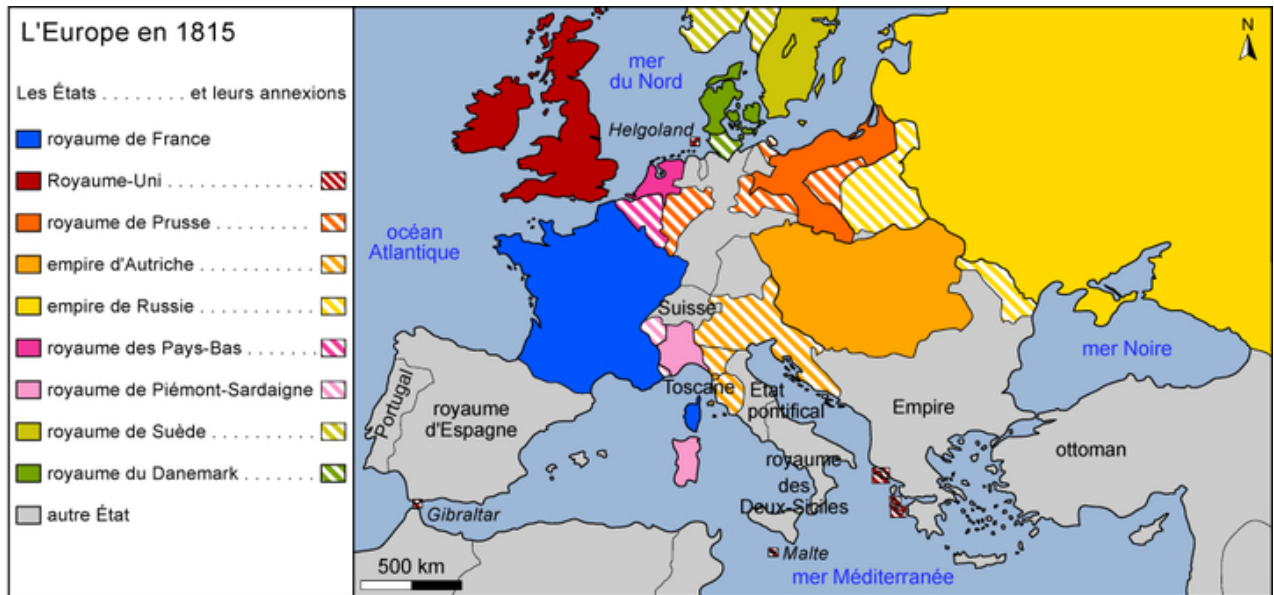 L'Europe en 1815
Les États . . . . . . . . et leurs annexions
royaume de France
Royaume-Uni . . . . . . . . . . . . . .
royaume de Prusse . . . . . . . . . .
empire d'Autriche . . . . . . . . . . .
empire de Russie . . . . . . . . . . .
royaume des Pays-Bas . . . . . . .
royaume de Piémont-Sardaigne
royaume de Suède . . . . . . . . . .
royaume du Danemark . . . . . . .
autre État
N
mer
du Nord
Helgoland
océan
Atlantique
Suisse
mer Noire
Toscane
État
pontifical
Portugal
royaume
d'Espagne
Empire
ottoman
royaume
des
Deux-Siciles
Gibraltar
Malte
500 km
mer Méditerranée